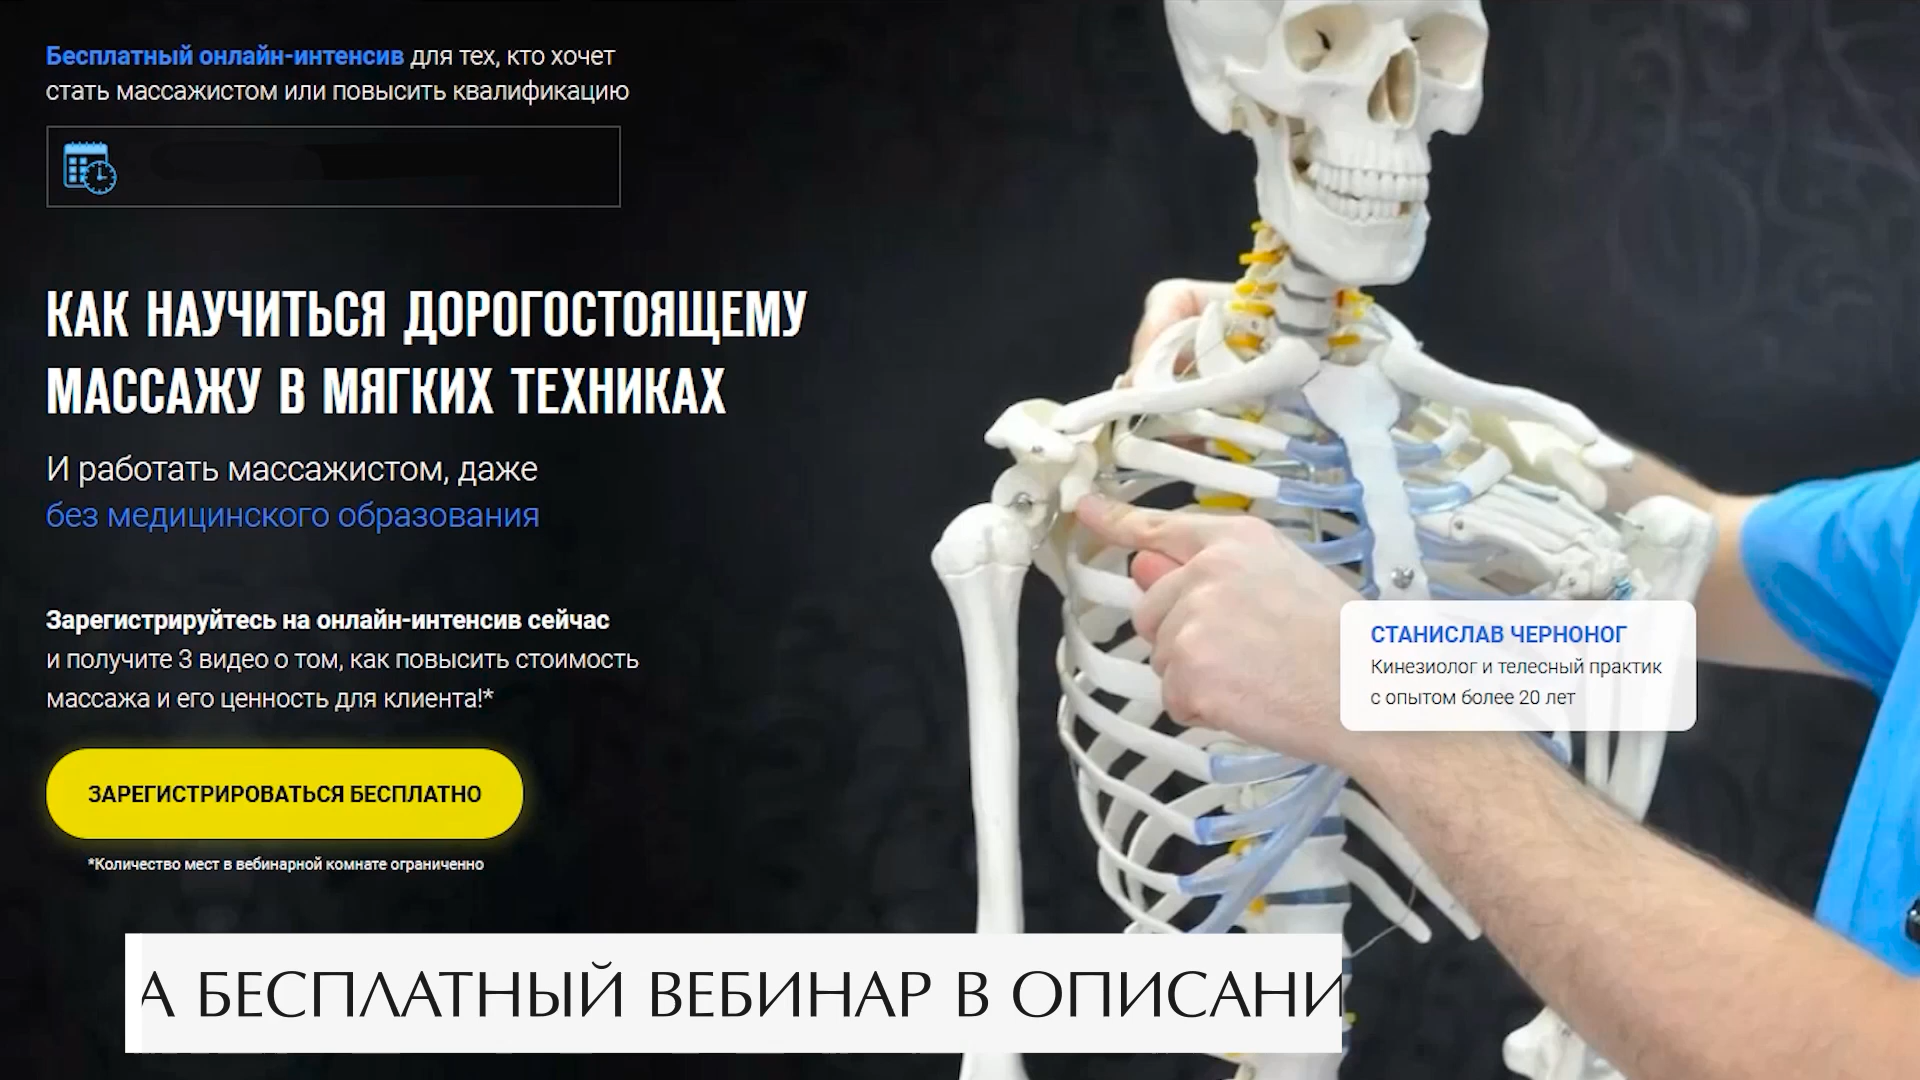 Бесплатный онлайн-интенсив для тех, кто хочет
стать массажистом или повысить квалификацию
КАК НАУЧИТЬСЯ ДОРОГОСТОЯЩЕМУ
МАССАЖУ В МЯГКИХ ТЕХНИКАХ
И работать массажистом, даже
без медицинского образования
Зарегистрируйтесь на онлайн-интенсив сейчас
и получите 3 видео о том, как повысить стоимость
массажа и его ценность для клиента!*
ЗАРЕГИСТРИРОВАТЬСЯ БЕСПЛАТНО
*Количество мест в вебинарной комнате ограниченно
СТАНИСЛАВ ЧЕРНОНОГ
Кинезиолог и телесный практик
с опытом более 20 лет
А БЕСПЛАТНЫЙ ВЕБИНАР В ОПИСАНИ